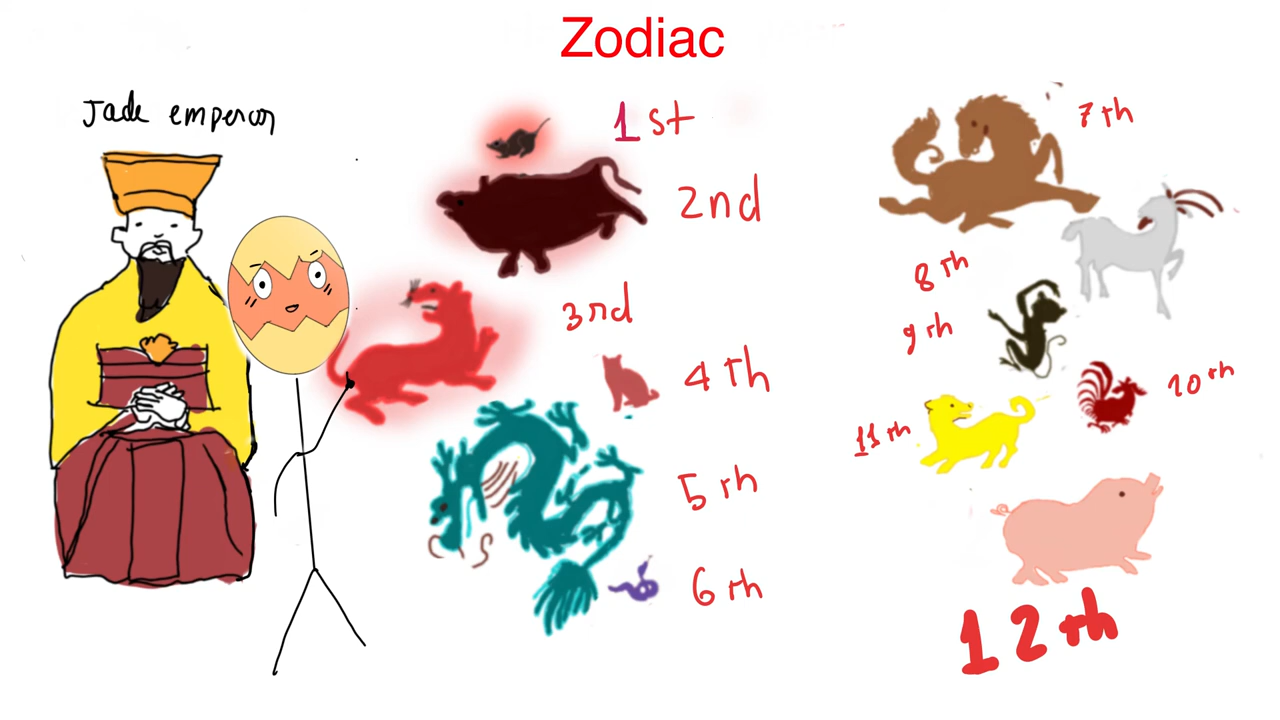 Zodiac
Jade emperor
1st
2nd
3rd
4th
5th
6th
7th
8th
9th
10th
11th
12th